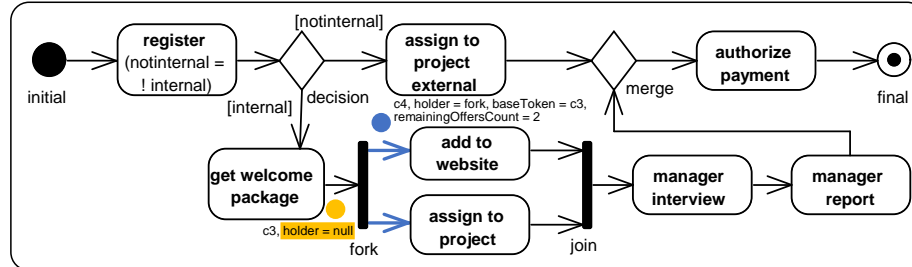 [notinternal]
register
(notinternal =
! internal)
assign to
project
external
authorize
payment
initial
[internal]
decision
merge
final
c4, holder = fork, baseToken = c3,
remainingOffersCount = 2
add to
website
get welcome
package
manager
interview
manager
report
assign to
project
c3, holder = null
fork
join